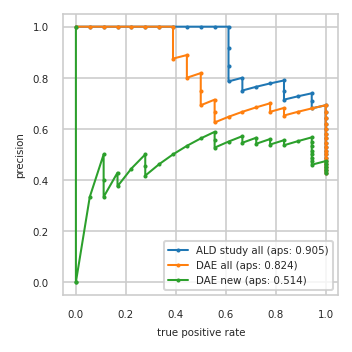 1.0
0.8
0.6
0.4
0.2
0.0
precision
ALD study all (aps: 0.905)
DAE all (aps: 0.824)
DAE new (aps: 0.514)
0.0 0.2 0.4 0.6 0.8 1.0
true positive rate